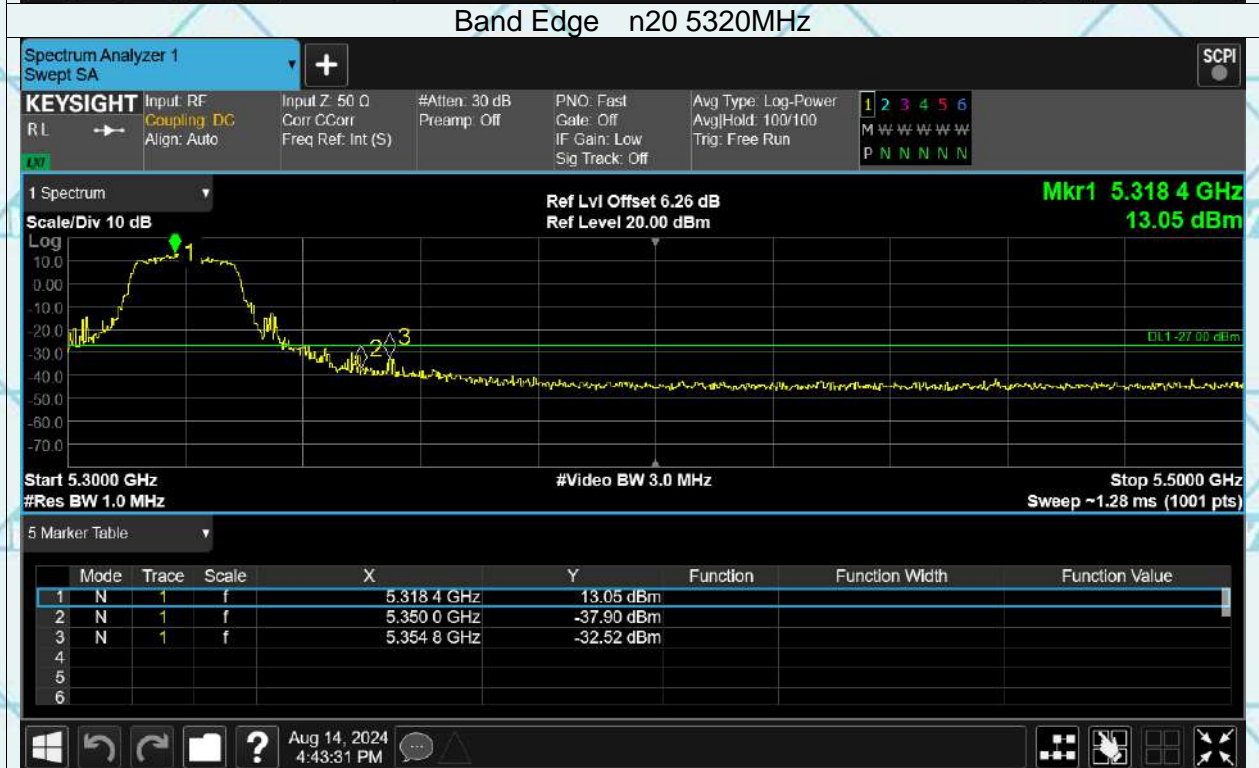 Band Edge n20 5320MHz
Spectrum Analyzer 1
Swept SA
+
SCPI
KEYSIGHT
RL
LXI
Input: RF
Coupling: DC
Align: Auto
Input Z: 50 Ω
Corr CCorr
Freq Ref: Int (S)
#Atten: 30 dB
Preamp: Off
PNO: Fast
Gate: Off
IF Gain: Low
Sig Track: Off
Avg Type: Log-Power
Avg|Hold: 100/100
Trig: Free Run
1 2 3 4 5 6
M W W W W W
P N N N N N
1 Spectrum
Scale/Div 10 dB
Log
Ref Lvl Offset 6.26 dB
Ref Level 20.00 dBm
Mkr1 5.318 4 GHz
13.05 dBm
10.0
0.00
-10.0
-20.0
-30.0
-40.0
-50.0
-60.0
-70.0
1
2
3
DL1 -27.00 dBm
Start 5.3000 GHz
#Res BW 1.0 MHz
#Video BW 3.0 MHz
Stop 5.5000 GHz
Sweep ~1.28 ms (1001 pts)
5 Marker Table
Mode Trace Scale X Y Function Function Width Function Value
1 N 1 f 5.318 4 GHz 13.05 dBm
2 N 1 f 5.350 0 GHz -37.90 dBm
3 N 1 f 5.354 8 GHz -32.52 dBm
4
5
6
?
Aug 14, 2024
4:43:31 PM